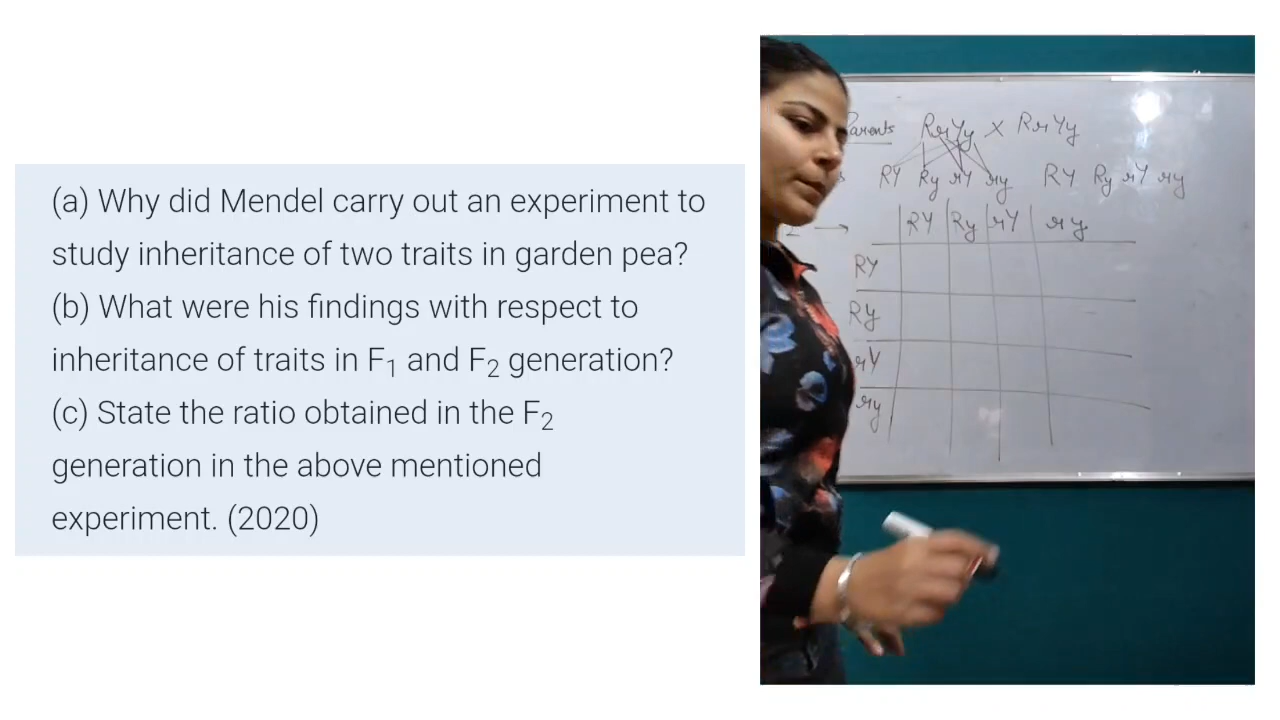 (a) Why did Mendel carry out an experiment to
study inheritance of two traits in garden pea?
(b) What were his findings with respect to
inheritance of traits in F₁ and F₂ generation?
(c) State the ratio obtained in the F₂
generation in the above mentioned
experiment. (2020)
Parents RrYy × RrYy
RY Ry rY ry RY Ry rY ry
2 → RY Ry rY ry
RY
Ry
rY
ry